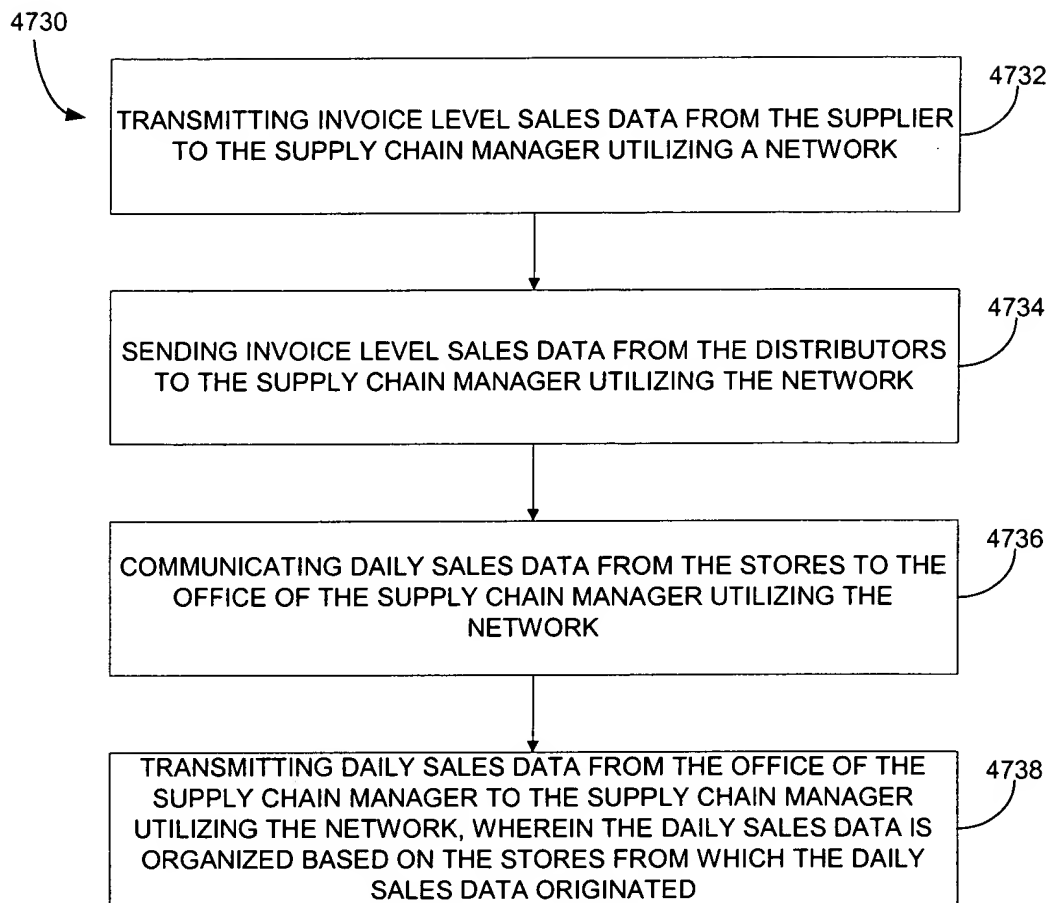 4730
4732
TRANSMITTING INVOICE LEVEL SALES DATA FROM THE SUPPLIER
TO THE SUPPLY CHAIN MANAGER UTILIZING A NETWORK
4734
SENDING INVOICE LEVEL SALES DATA FROM THE DISTRIBUTORS
TO THE SUPPLY CHAIN MANAGER UTILIZING THE NETWORK
4736
COMMUNICATING DAILY SALES DATA FROM THE STORES TO THE
OFFICE OF THE SUPPLY CHAIN MANAGER UTILIZING THE
NETWORK
4738
TRANSMITTING DAILY SALES DATA FROM THE OFFICE OF THE
SUPPLY CHAIN MANAGER TO THE SUPPLY CHAIN MANAGER
UTILIZING THE NETWORK, WHEREIN THE DAILY SALES DATA IS
ORGANIZED BASED ON THE STORES FROM WHICH THE DAILY
SALES DATA ORIGINATED